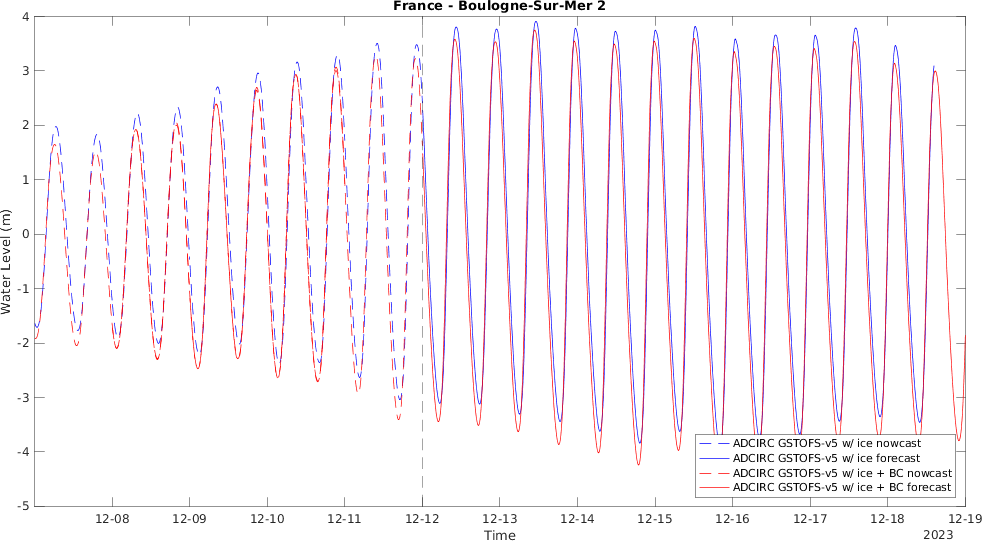 France - Boulogne-Sur-Mer 2
4
3
2
1
0
-1
-2
-3
-4
-5
Water Level (m)
ADCIRC GSTOFS-v5 w/ ice nowcast
ADCIRC GSTOFS-v5 w/ ice forecast
ADCIRC GSTOFS-v5 w/ ice + BC nowcast
ADCIRC GSTOFS-v5 w/ ice + BC forecast
12-08 12-09 12-10 12-11 12-12 12-13 12-14 12-15 12-16 12-17 12-18 12-19
Time
2023